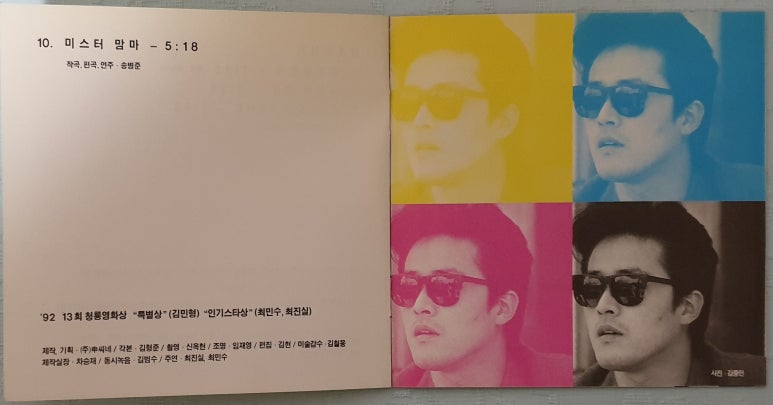 10. 미스터 맘마 – 5:18
작곡, 편곡, 연주 · 송병준
'92 13회 청룡영화상 "특별상" (김민형) "인기스타상" (최민수, 최진실)
제작, 기획 · (주)申씨네 / 각본 · 김형준 / 촬영 · 신옥현 / 조명 · 임재영 / 편집 · 김현 / 미술감수 · 김철웅
제작실장 · 차승재 / 동시녹음 · 김범수 / 주연 · 최진실, 최민수
사진 · 김중만